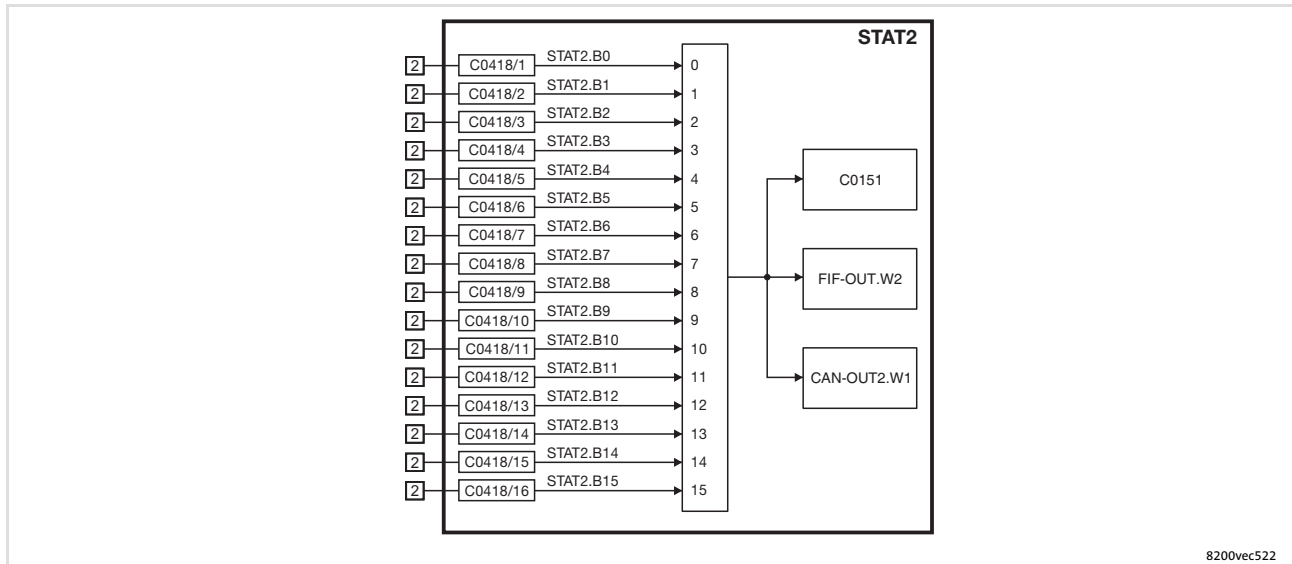 STAT2
2 C0418/1 STAT2.B0 0
2 C0418/2 STAT2.B1 1
2 C0418/3 STAT2.B2 2
2 C0418/4 STAT2.B3 3
2 C0418/5 STAT2.B4 4
2 C0418/6 STAT2.B5 5
2 C0418/7 STAT2.B6 6
2 C0418/8 STAT2.B7 7
2 C0418/9 STAT2.B8 8
2 C0418/10 STAT2.B9 9
2 C0418/11 STAT2.B10 10
2 C0418/12 STAT2.B11 11
2 C0418/13 STAT2.B12 12
2 C0418/14 STAT2.B13 13
2 C0418/15 STAT2.B14 14
2 C0418/16 STAT2.B15 15
C0151
FIF-OUT.W2
CAN-OUT2.W1
8200vec522